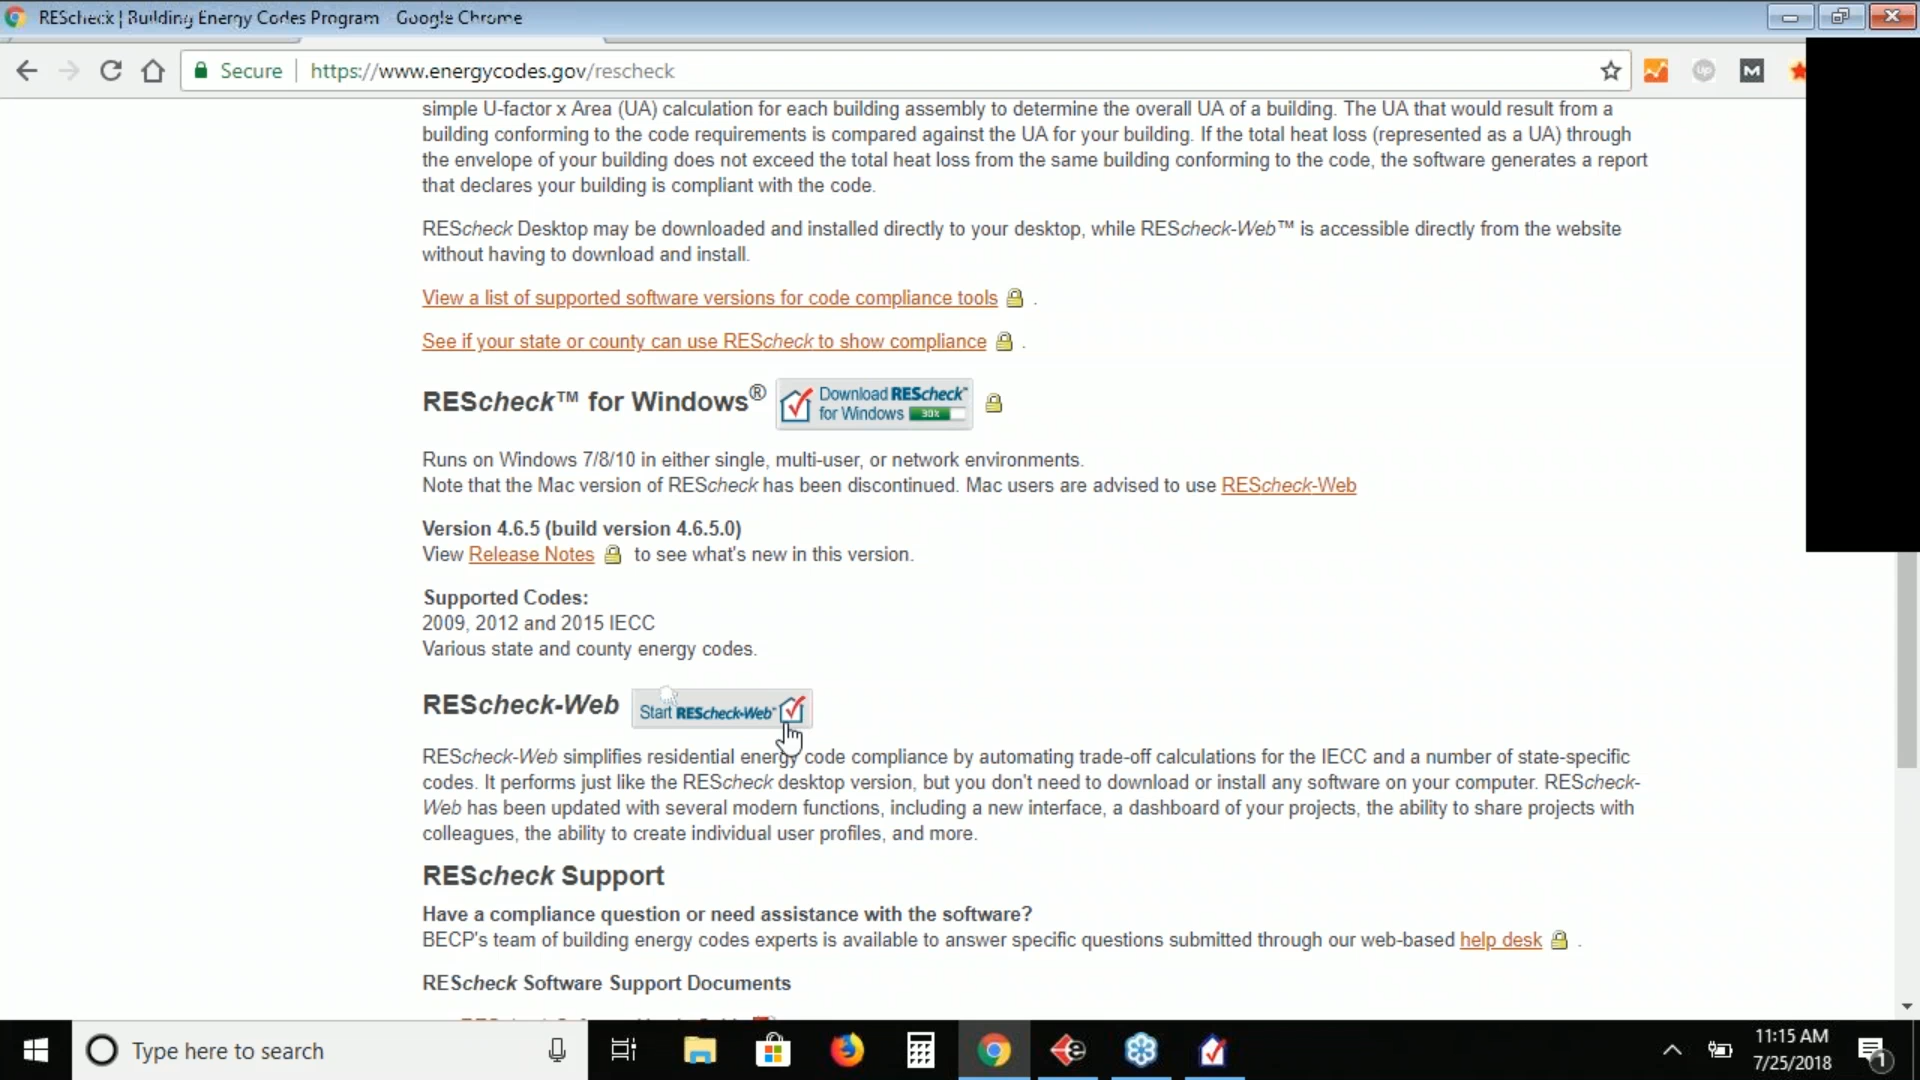 REScheck | Building Energy Codes Program - Google Chrome
Secure
https://www.energycodes.gov/rescheck
up
M
simple U-factor x Area (UA) calculation for each building assembly to determine the overall UA of a building. The UA that would result from a
building conforming to the code requirements is compared against the UA for your building. If the total heat loss (represented as a UA) through
the envelope of your building does not exceed the total heat loss from the same building conforming to the code, the software generates a report
that declares your building is compliant with the code.
REScheck Desktop may be downloaded and installed directly to your desktop, while REScheck-Web™ is accessible directly from the website
without having to download and install.
View a list of supported software versions for code compliance tools .
See if your state or county can use REScheck to show compliance .
REScheck™ for Windows®
Download REScheck™
for Windows 30%
Runs on Windows 7/8/10 in either single, multi-user, or network environments.
Note that the Mac version of REScheck has been discontinued. Mac users are advised to use REScheck-Web
Version 4.6.5 (build version 4.6.5.0)
View Release Notes to see what's new in this version.
Supported Codes:
2009, 2012 and 2015 IECC
Various state and county energy codes.
REScheck-Web Start REScheck-Web™
REScheck-Web simplifies residential energy code compliance by automating trade-off calculations for the IECC and a number of state-specific
codes. It performs just like the REScheck desktop version, but you don't need to download or install any software on your computer. REScheck-
Web has been updated with several modern functions, including a new interface, a dashboard of your projects, the ability to share projects with
colleagues, the ability to create individual user profiles, and more.
REScheck Support
Have a compliance question or need assistance with the software?
BECP's team of building energy codes experts is available to answer specific questions submitted through our web-based help desk .
REScheck Software Support Documents
Type here to search
11:15 AM
7/25/2018
1